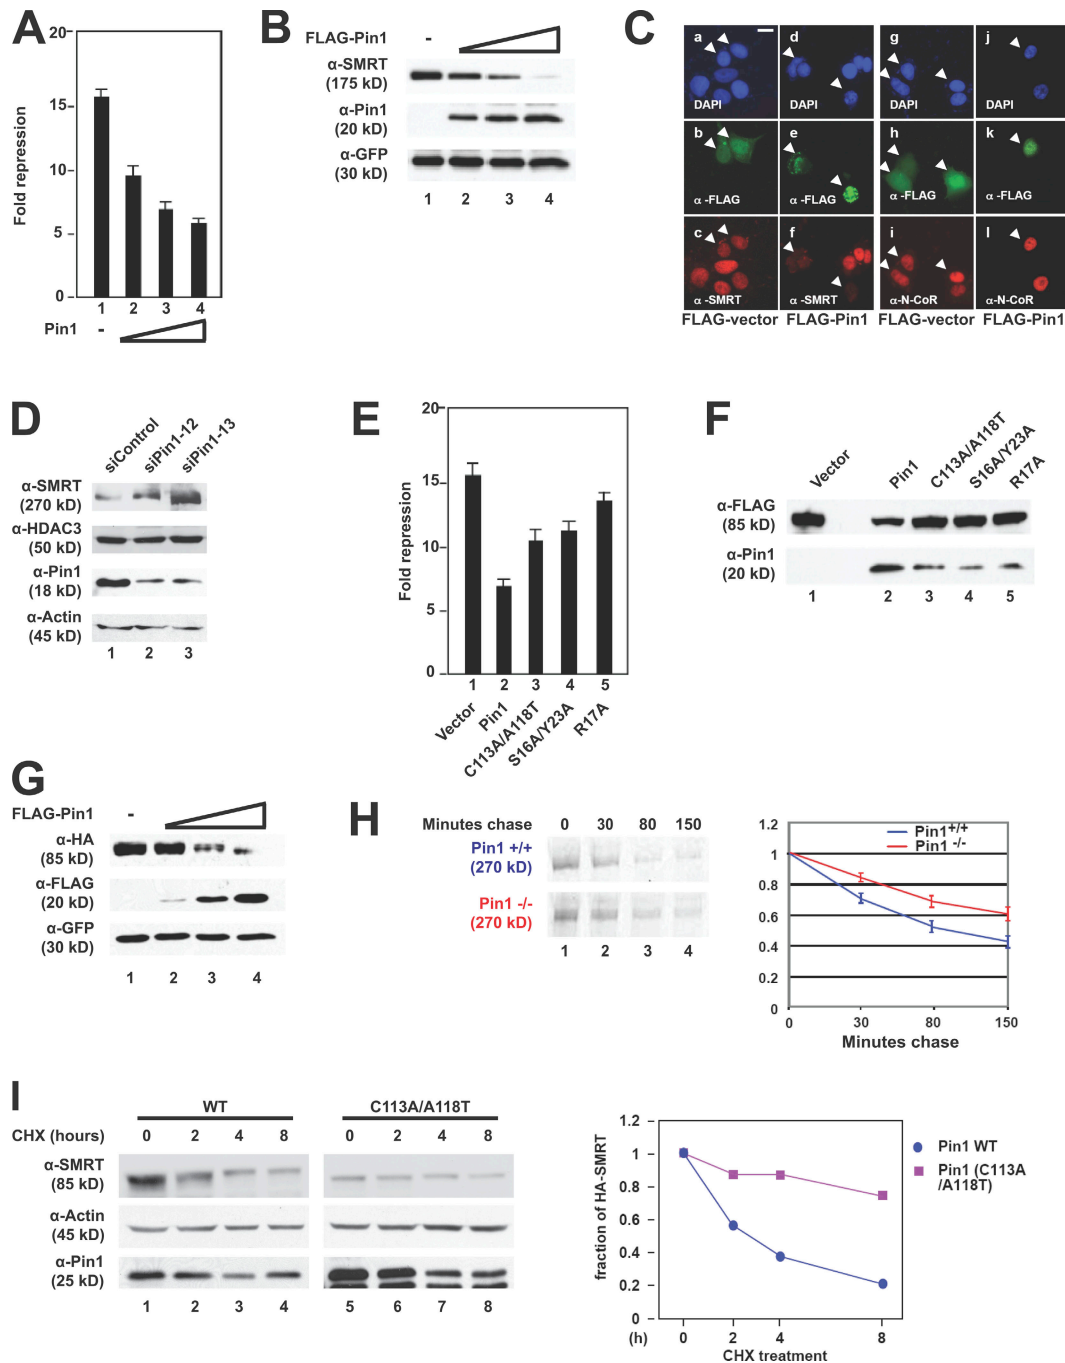 A
20
15
10
5
0
Fold repression
1 2 3 4
Pin1 -
B
FLAG-Pin1 -
α-SMRT
(175 kD)
α-Pin1
(20 kD)
α-GFP
(30 kD)
1 2 3 4
C
a d g j
DAPI DAPI DAPI DAPI
b e h k
α-FLAG α-FLAG α-FLAG α-FLAG
c f i l
α-SMRT α-SMRT α-N-CoR α-N-CoR
FLAG-vector FLAG-Pin1 FLAG-vector FLAG-Pin1
D
siControl siPin1-12 siPin1-13
α-SMRT
(270 kD)
α-HDAC3
(50 kD)
α-Pin1
(18 kD)
α-Actin
(45 kD)
1 2 3
E
20
15
10
5
0
Fold repression
1 2 3 4 5
Vector Pin1 C113A/A118T S16A/Y23A R17A
F
Vector Pin1 C113A/A118T S16A/Y23A R17A
α-FLAG
(85 kD)
α-Pin1
(20 kD)
1 2 3 4 5
G
FLAG-Pin1 -
α-HA
(85 kD)
α-FLAG
(20 kD)
α-GFP
(30 kD)
1 2 3 4
H
Minutes chase 0 30 80 150
Pin1 +/+
(270 kD)
Pin1 -/-
(270 kD)
1 2 3 4
1.2
1
0.8
0.6
0.4
0.2
0
Pin1+/+
Pin1 -/-
0 30 80 150
Minutes chase
I
WT C113A/A118T
CHX (hours) 0 2 4 8 0 2 4 8
α-SMRT
(85 kD)
α-Actin
(45 kD)
α-Pin1
(25 kD)
1 2 3 4 5 6 7 8
fraction of HA-SMRT
1.2
1
0.8
0.6
0.4
0.2
0
(h) 0 2 4 8
CHX treatment
Pin1 WT
Pin1 (C113A
/A118T)